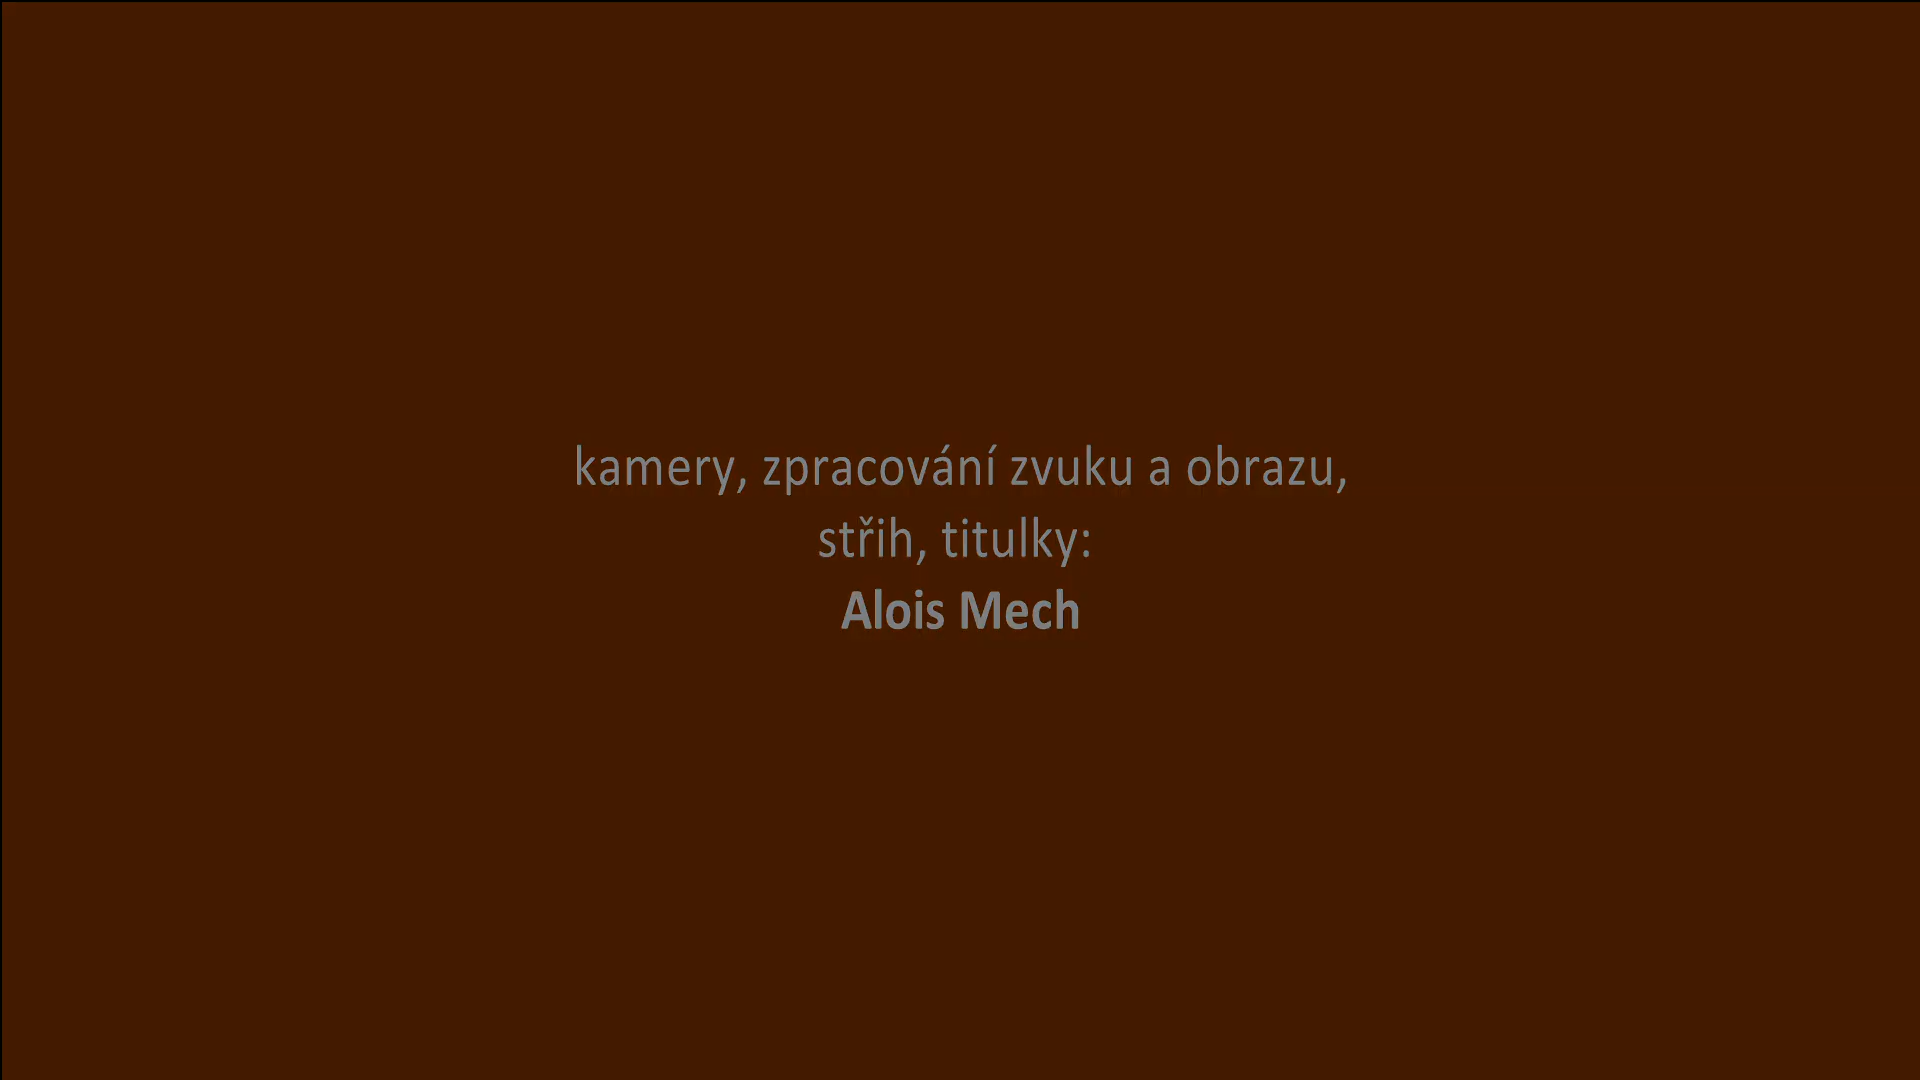 kamery, zpracování zvuku a obrazu,
střih, titulky:
Alois Mech